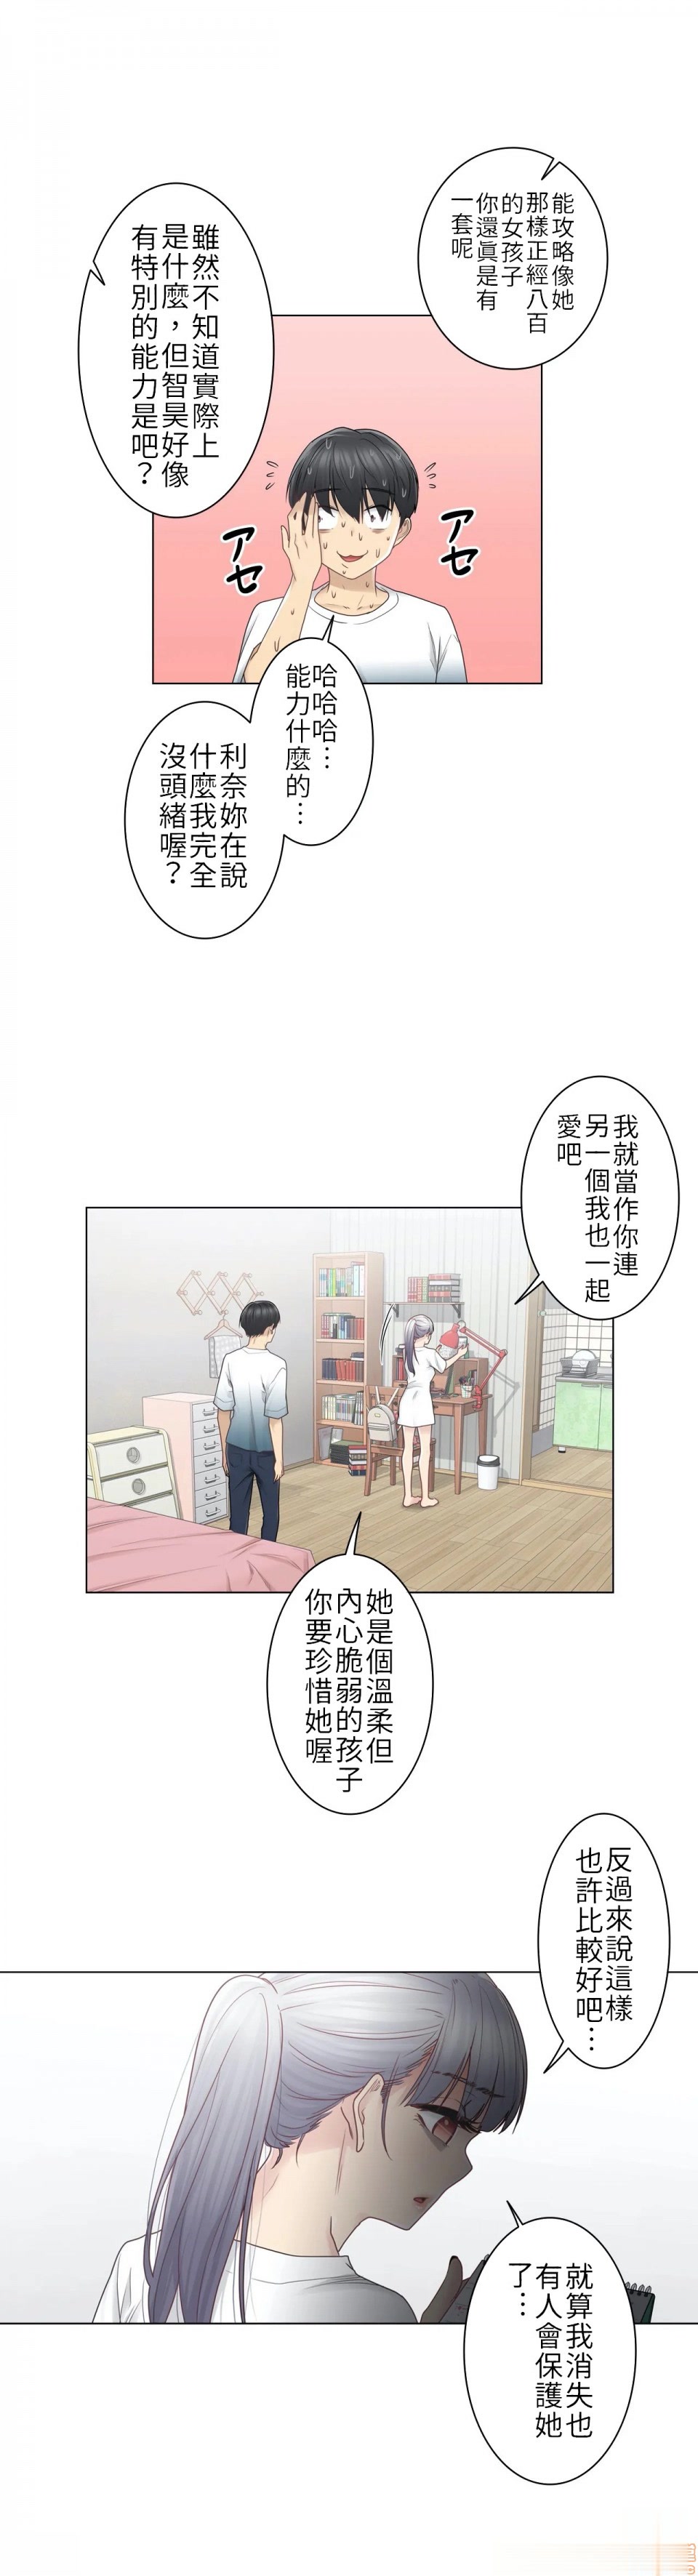 能攻略像她
那樣正經八百
的女孩子
你還真是有
一套呢
雖然不知道實際上
是什麼，但智昊好像
有特別的能力是吧？
アセ
アセ
哈哈哈…
能力什麼的…
利奈妳在說
什麼我完全
沒頭緒喔？
我就當作你連
另一個我也一起
愛吧
她是個溫柔但
內心脆弱的孩子
你要珍惜她喔
反過來說這樣
也許比較好吧…
就算我消失也
有人會保護她
了…